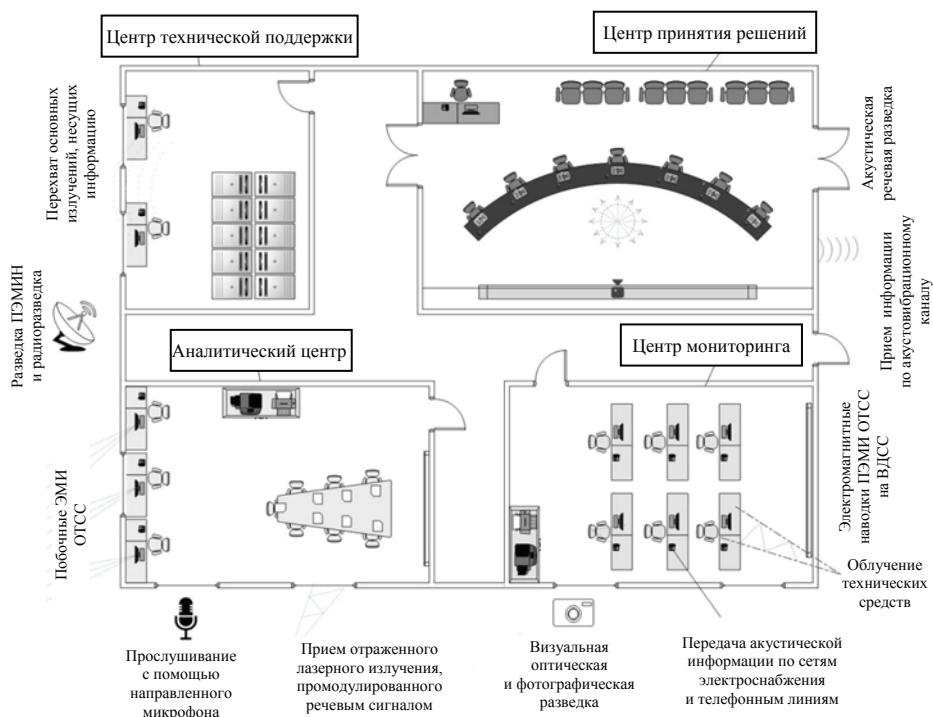 Центр технической поддержки
Центр принятия решений
Перехват основных
излучений, несущих
информацию
Акустическая
речевая разведка
Разведка ПЭМИН
и радиоразведка
Прием информации
по акустовибрационному
каналу
Аналитический центр
Центр мониторинга
Побочные ЭМИ
ОТСС
Электромагнитные
наводки ПЭМИ ОТСС
на ВДСС
Облучение
технических
средств
Прослушивание
с помощью
направленного
микрофона
Прием отраженного
лазерного излучения,
промодулированного
речевым сигналом
Визуальная
оптическая
и фотографическая
разведка
Передача акустической
информации по сетям
электроснабжения
и телефонным линиям